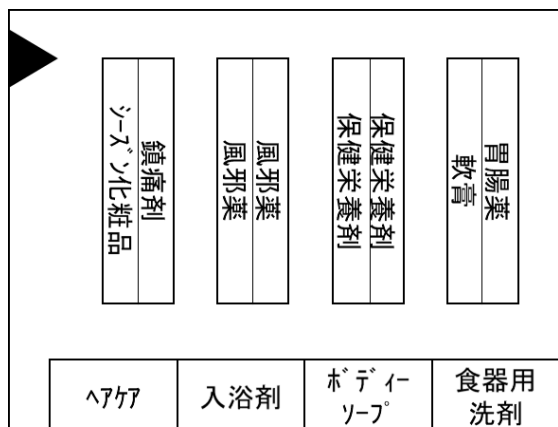 シーズン化粧品
鎮痛剤
風邪薬
風邪薬
保健栄養剤
保健栄養剤
軟膏
胃腸薬
ヘアケア
入浴剤
ボディー
ソープ
食器用
洗剤